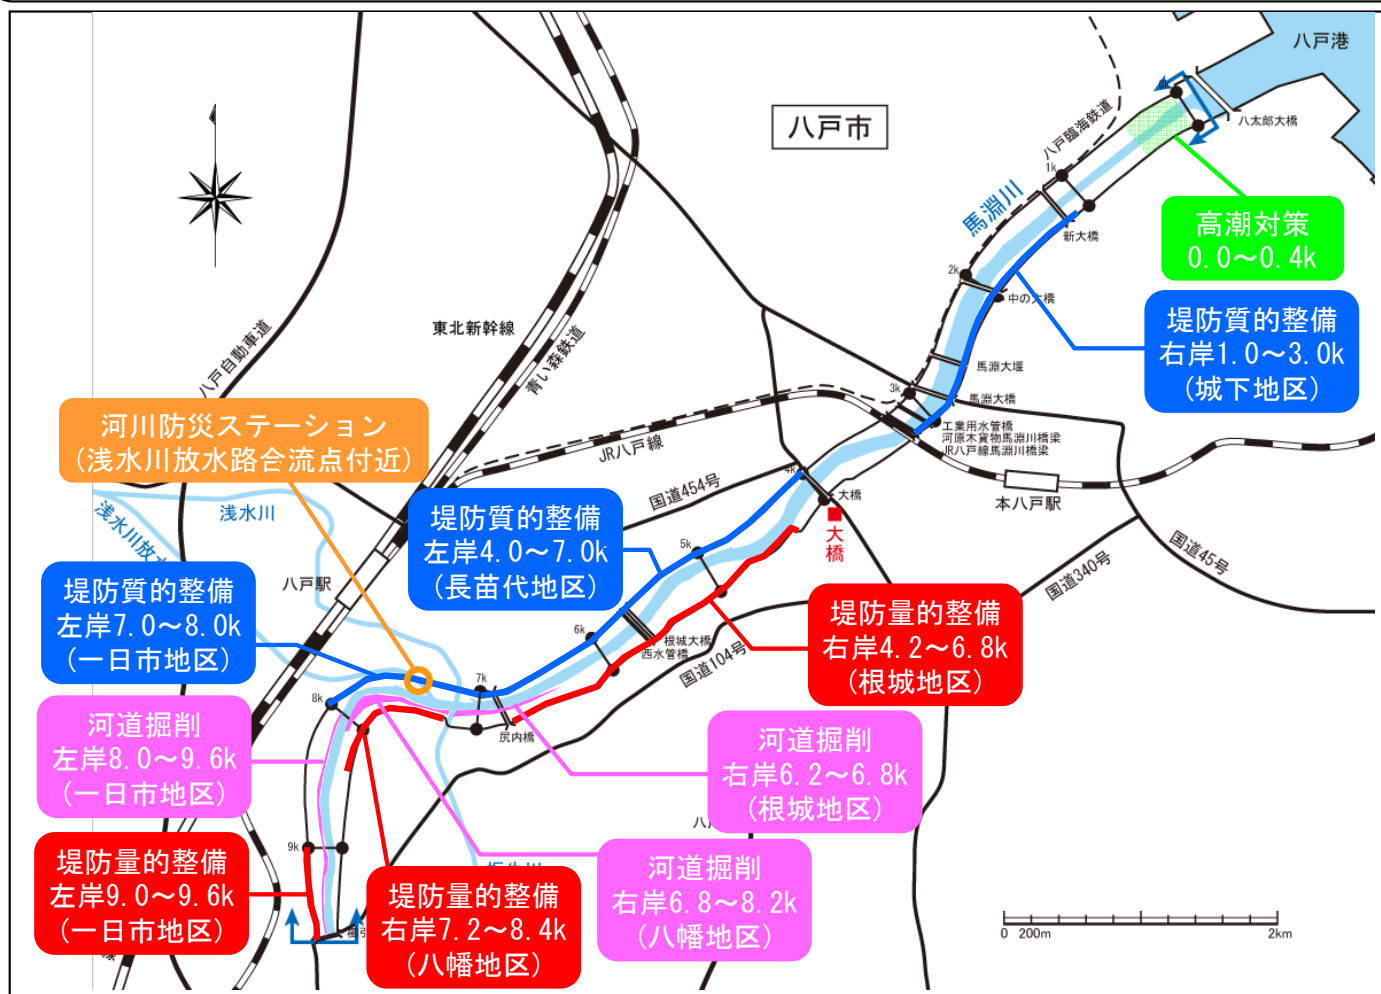 八戸港
八戸市
八戸臨海鉄道
八太郎大橋
1k
馬淵川
新大橋
高潮対策
0.0～0.4k
2k
中の大橋
堤防質的整備
右岸1.0～3.0k
(城下地区)
東北新幹線
青い森鉄道
八戸自動車道
馬淵大堰
3k
馬淵大橋
工業用水管橋
河原木貨物馬淵川橋梁
JR八戸線馬淵川橋梁
河川防災ステーション
(浅水川放水路合流点付近)
JR八戸線
4k
国道454号
大橋
本八戸駅
大橋
浅水川
浅水川放水
堤防質的整備
左岸4.0～7.0k
(長苗代地区)
5k
国道45号
国道340号
八戸駅
堤防質的整備
左岸7.0～8.0k
(一日市地区)
6k
根城大橋
西水管橋
国道104号
堤防量的整備
右岸4.2～6.8k
(根城地区)
7k
8k
尻内橋
河道掘削
左岸8.0～9.6k
(一日市地区)
河道掘削
右岸6.2～6.8k
(根城地区)
9k
堤防量的整備
左岸9.0～9.6k
(一日市地区)
堤防量的整備
右岸7.2～8.4k
(八幡地区)
河道掘削
右岸6.8～8.2k
(八幡地区)
0 200m 2km